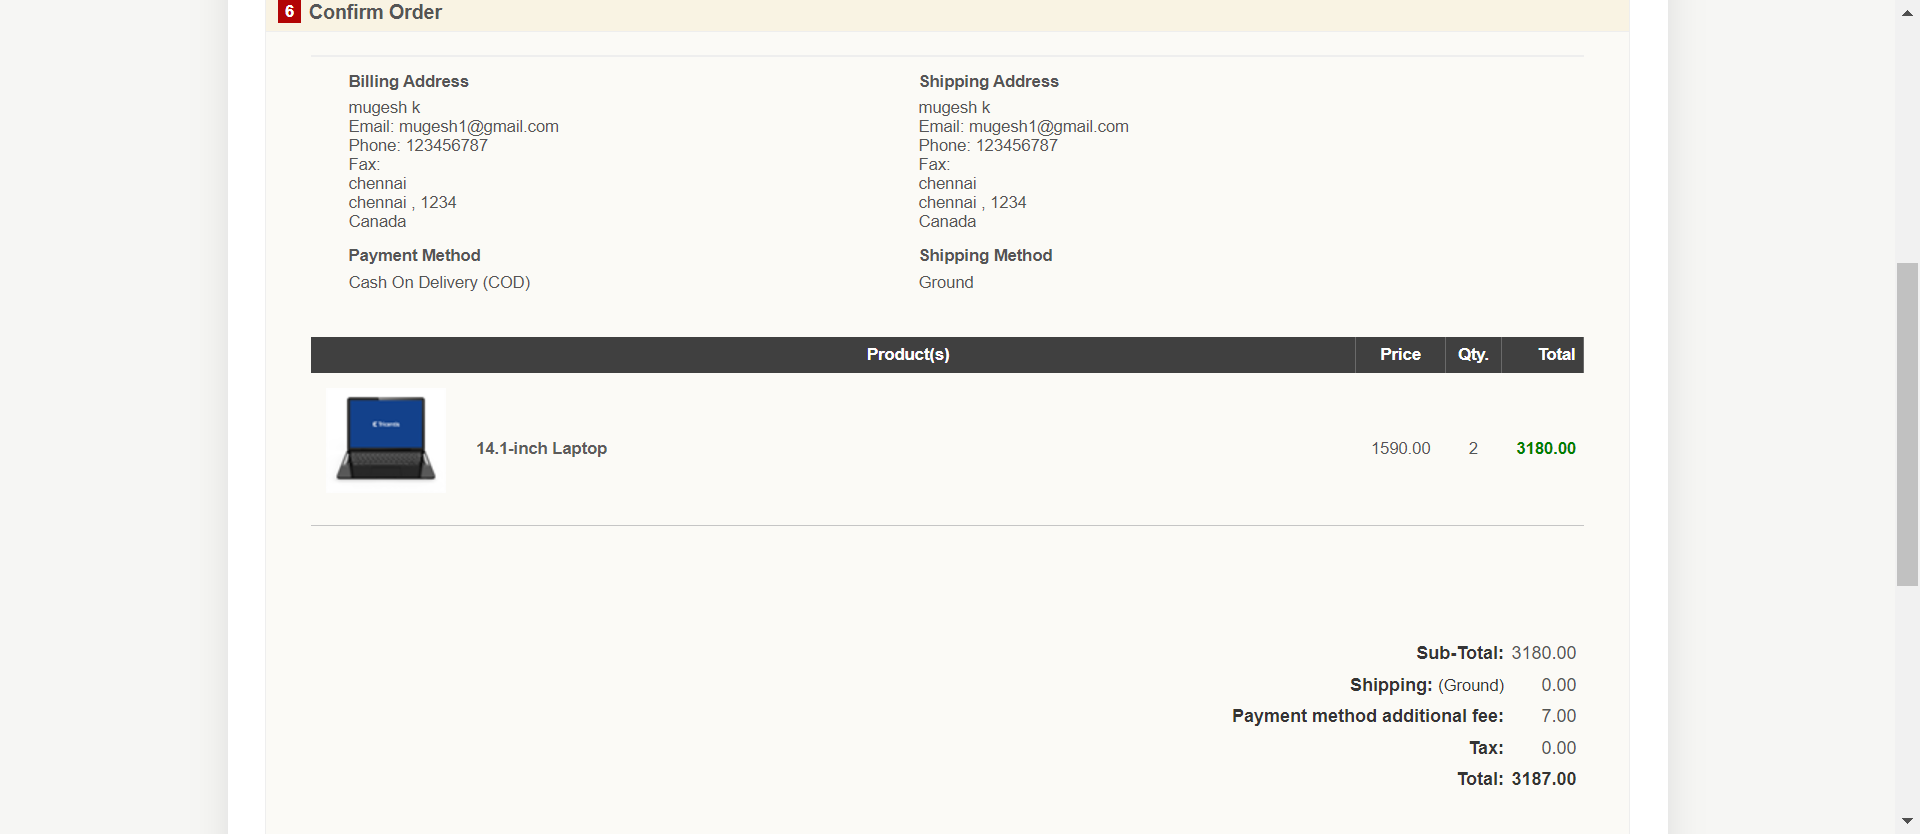 6 Confirm Order
Billing Address
mugesh k
Email: mugesh1@gmail.com
Phone: 123456787
Fax:
chennai
chennai , 1234
Canada
Payment Method
Cash On Delivery (COD)
Shipping Address
mugesh k
Email: mugesh1@gmail.com
Phone: 123456787
Fax:
chennai
chennai , 1234
Canada
Shipping Method
Ground
Product(s) Price Qty. Total
Tricentis
14.1-inch Laptop 1590.00 2 3180.00
Sub-Total: 3180.00
Shipping: (Ground) 0.00
Payment method additional fee: 7.00
Tax: 0.00
Total: 3187.00